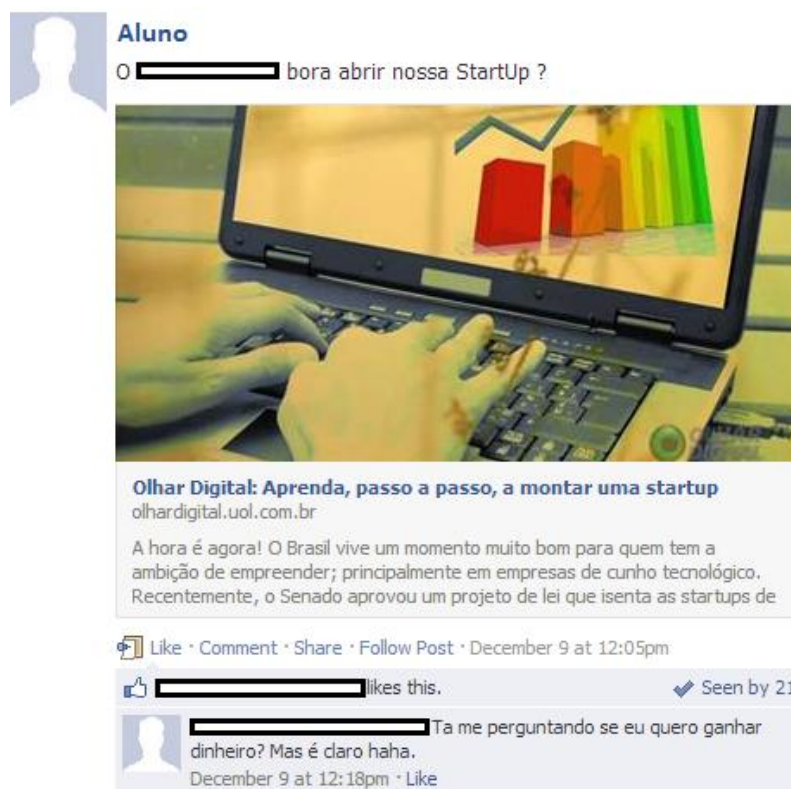 Aluno
O bora abrir nossa StartUp ?
Olhar Digital: Aprenda, passo a passo, a montar uma startup
olhardigital.uol.com.br
A hora é agora! O Brasil vive um momento muito bom para quem tem a
ambição de empreender; principalmente em empresas de cunho tecnológico.
Recentemente, o Senado aprovou um projeto de lei que isenta as startups de
Like · Comment · Share · Follow Post · December 9 at 12:05pm
likes this. Seen by 21
Ta me perguntando se eu quero ganhar
dinheiro? Mas é claro haha.
December 9 at 12:18pm · Like